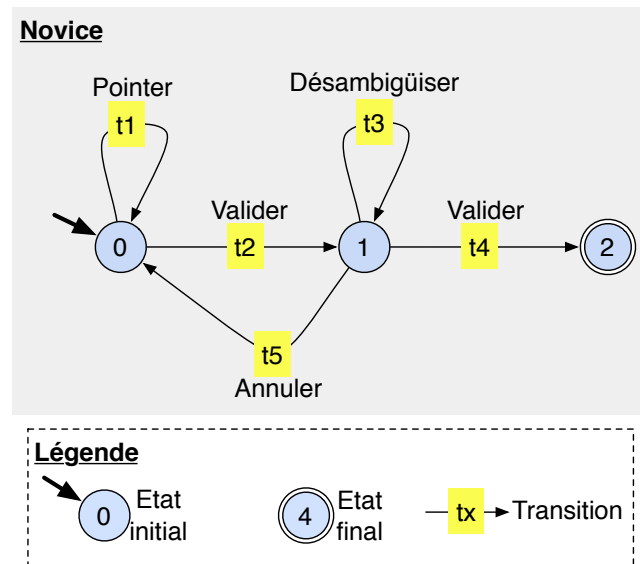 Novice
Pointer
Désambigüiser
t1
t3
Valider
Valider
0
t2
1
t4
2
t5
Annuler
Légende
0
Etat
initial
4
Etat
final
tx
Transition